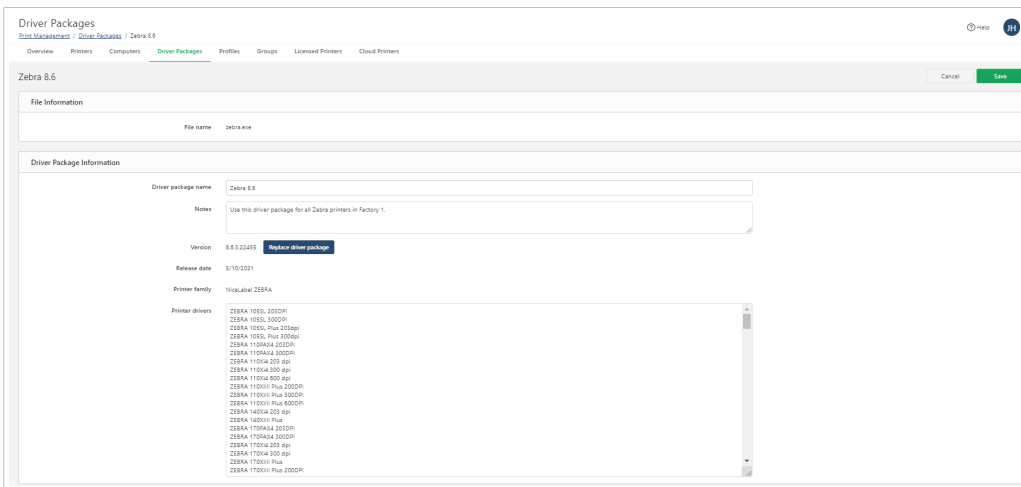 Driver Packages
Print Management / Driver Packages / Zebra 8.6
Help
JH
Overview Printers Computers Driver Packages Profiles Groups Licensed Printers Cloud Printers
Zebra 8.6
Cancel Save
File Information
File name zebra.exe
Driver Package Information
Driver package name Zebra 8.6
Notes Use this driver package for all Zebra printers in Factory 1.
Version 8.6.3.22455 Replace driver package
Release date 5/10/2021
Printer family NiceLabel ZEBRA
Printer drivers ZEBRA 105SL 203DPI
ZEBRA 105SL 300DPI
ZEBRA 105SL Plus 203dpi
ZEBRA 105SL Plus 300dpi
ZEBRA 110PAX4 203DPI
ZEBRA 110PAX4 300DPI
ZEBRA 110Xi4 203 dpi
ZEBRA 110Xi4 300 dpi
ZEBRA 110Xi4 600 dpi
ZEBRA 110XiIII Plus 200DPI
ZEBRA 110XiIII Plus 300DPI
ZEBRA 110XiIII Plus 600DPI
ZEBRA 140Xi4 203 dpi
ZEBRA 140XiIII Plus
ZEBRA 170PAX4 203DPI
ZEBRA 170PAX4 300DPI
ZEBRA 170Xi4 203 dpi
ZEBRA 170Xi4 300 dpi
ZEBRA 170XiIII Plus
ZEBRA 170XiIII Plus 200DPI